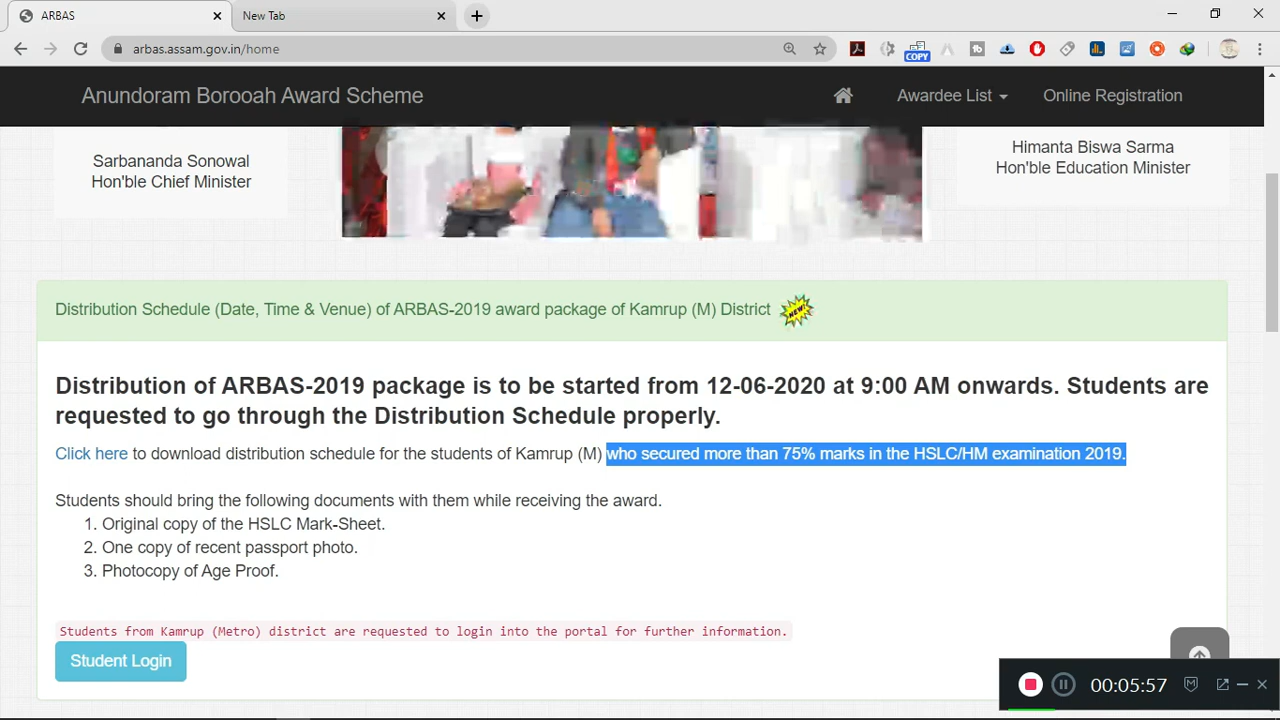 ARBAS
New Tab
arbas.assam.gov.in/home
COPY
Anundoram Borooah Award Scheme
Awardee List
Online Registration
Sarbananda Sonowal
Hon'ble Chief Minister
Himanta Biswa Sarma
Hon'ble Education Minister
Distribution Schedule (Date, Time & Venue) of ARBAS-2019 award package of Kamrup (M) District
NEW!
Distribution of ARBAS-2019 package is to be started from 12-06-2020 at 9:00 AM onwards. Students are
requested to go through the Distribution Schedule properly.
Click here to download distribution schedule for the students of Kamrup (M) who secured more than 75% marks in the HSLC/HM examination 2019.
Students should bring the following documents with them while receiving the award.
1. Original copy of the HSLC Mark-Sheet.
2. One copy of recent passport photo.
3. Photocopy of Age Proof.
Students from Kamrup (Metro) district are requested to login into the portal for further information.
Student Login
00:05:57